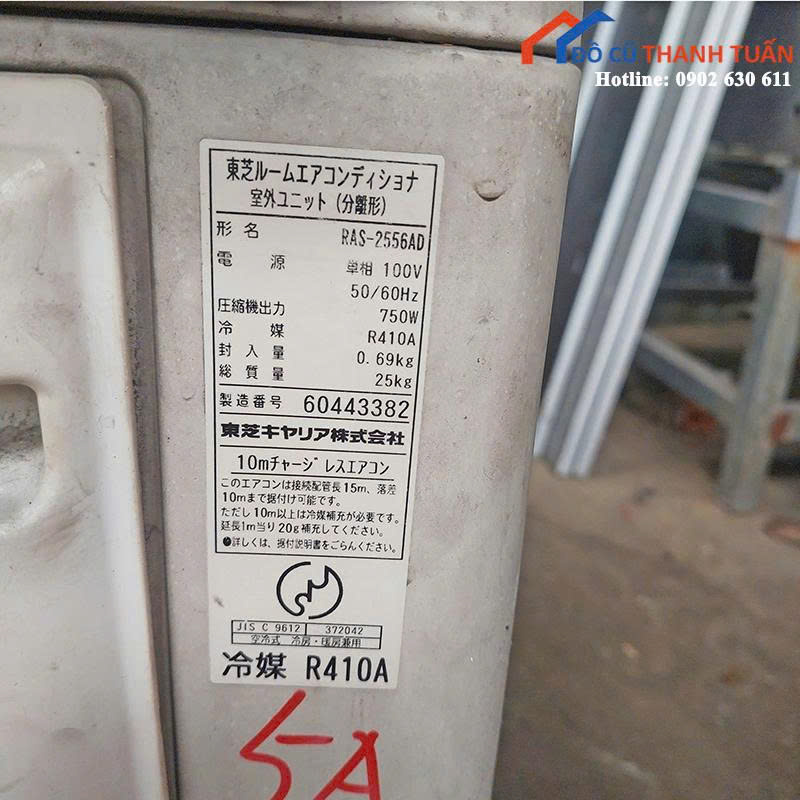 ĐỒ CŨ THANH TUẤN
Hotline: 0902 630 611
東芝ルームエアコンディショナ
室外ユニット (分離形)
形名 RAS-2556AD
電源 単相 100V
50/60Hz
圧縮機出力 750W
冷媒 R410A
封入量 0.69kg
総質量 25kg
製造番号 60443382
東芝キヤリア株式会社
10mチャージレスエアコン
このエアコンは接続配管長15m、落差
10mまで据付け可能です。
ただし10m以上は冷媒補充が必要です。
延長1m当り20g補充してください。
●詳しくは、据付説明書をごらんください。
JIS C 9612 372042
空冷式 冷房・暖房兼用
冷媒 R410A
5A